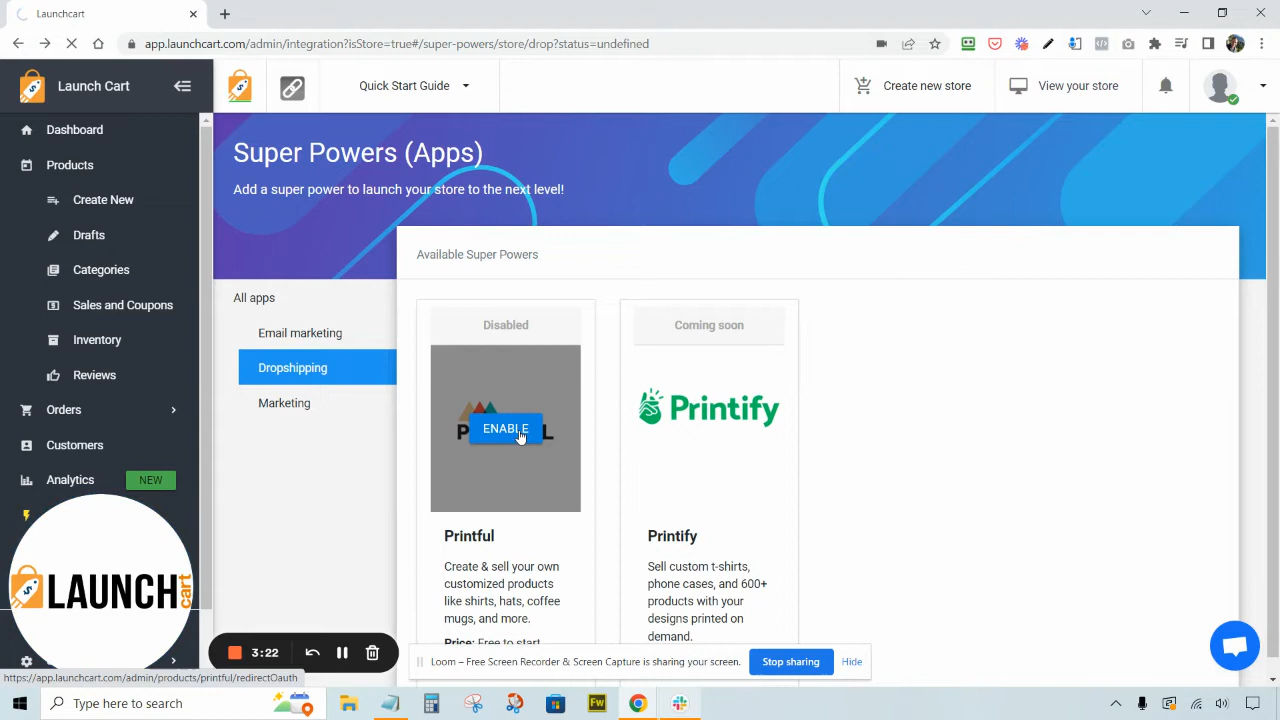 Launchcart
app.launchcart.com/admin/integration?isStore=true#/super-powers/store/drop?status=undefined
Launch Cart
Quick Start Guide
Create new store
View your store
Dashboard
Products
Create New
Drafts
Categories
Sales and Coupons
Inventory
Reviews
Orders
Customers
Analytics
NEW
LAUNCH cart
Super Powers (Apps)
Add a super power to launch your store to the next level!
All apps
Email marketing
Dropshipping
Marketing
Available Super Powers
Disabled
ENABLE
Printful
Create & sell your own
customized products
like shirts, hats, coffee
mugs, and more.
Price: Free to start
Coming soon
Printify
Printify
Sell custom t-shirts,
phone cases, and 600+
products with your
designs printed on
demand.
3:22
Loom – Free Screen Recorder & Screen Capture is sharing your screen.
Stop sharing
Hide
https://app.launchcart.com/admin/products/printful/redirectOauth
Type here to search
Fw